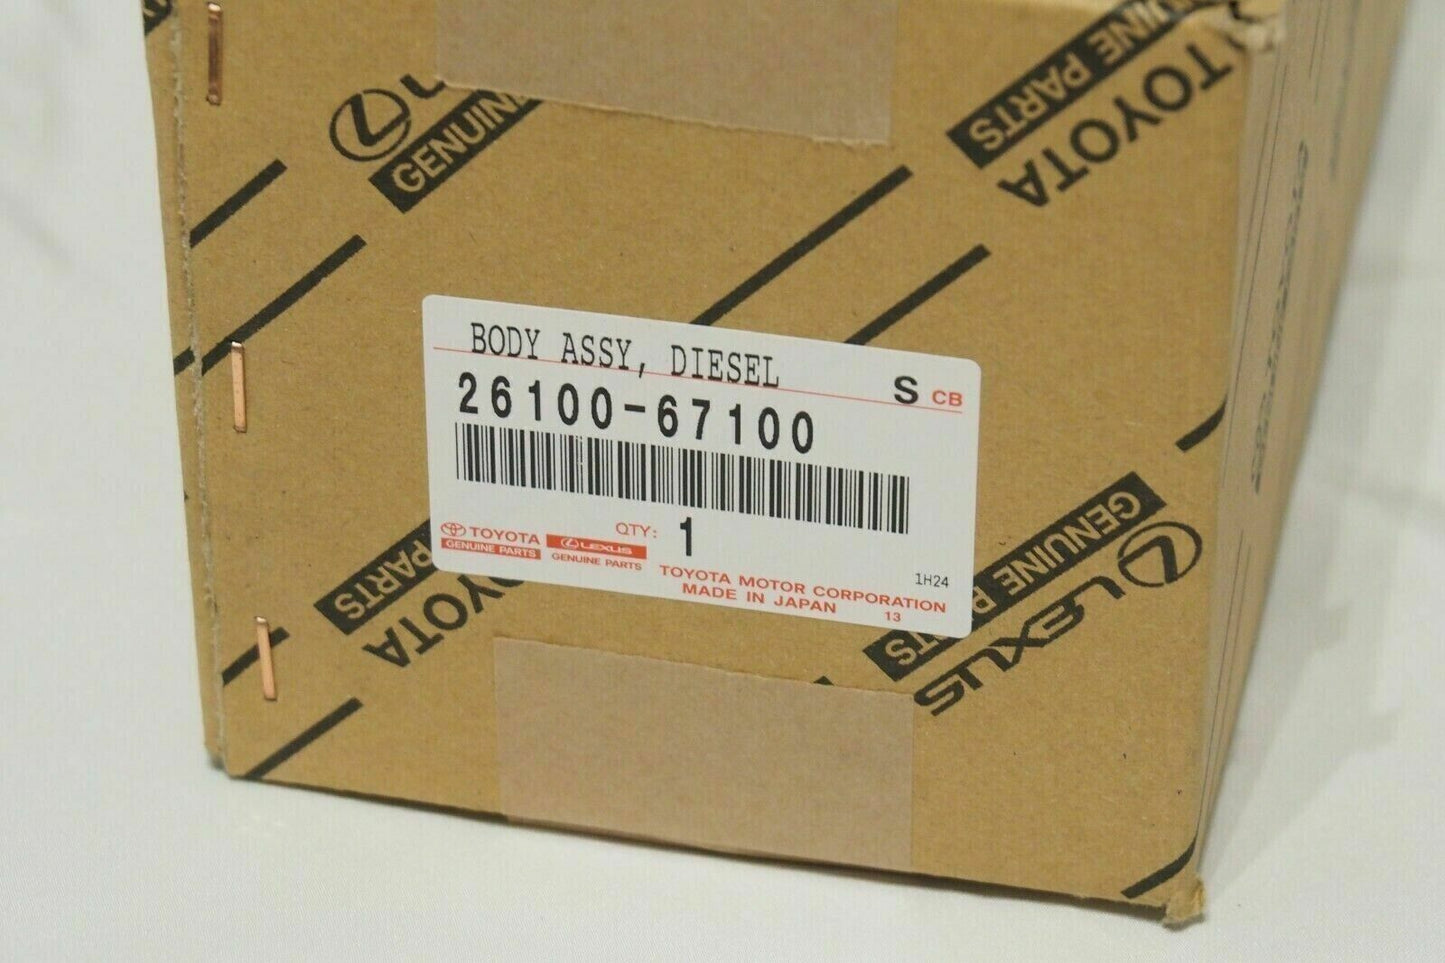 L
GENUINE
GENUINE PARTS
TOYOTA
BODY ASSY, DIESEL
S CB
26100-67100
QTY: 1
TOYOTA
GENUINE PARTS
LEXUS
GENUINE PARTS
1H24
TOYOTA MOTOR CORPORATION
MADE IN JAPAN 13
PARTS
TOYOTA
GENUINE P
LEXUS